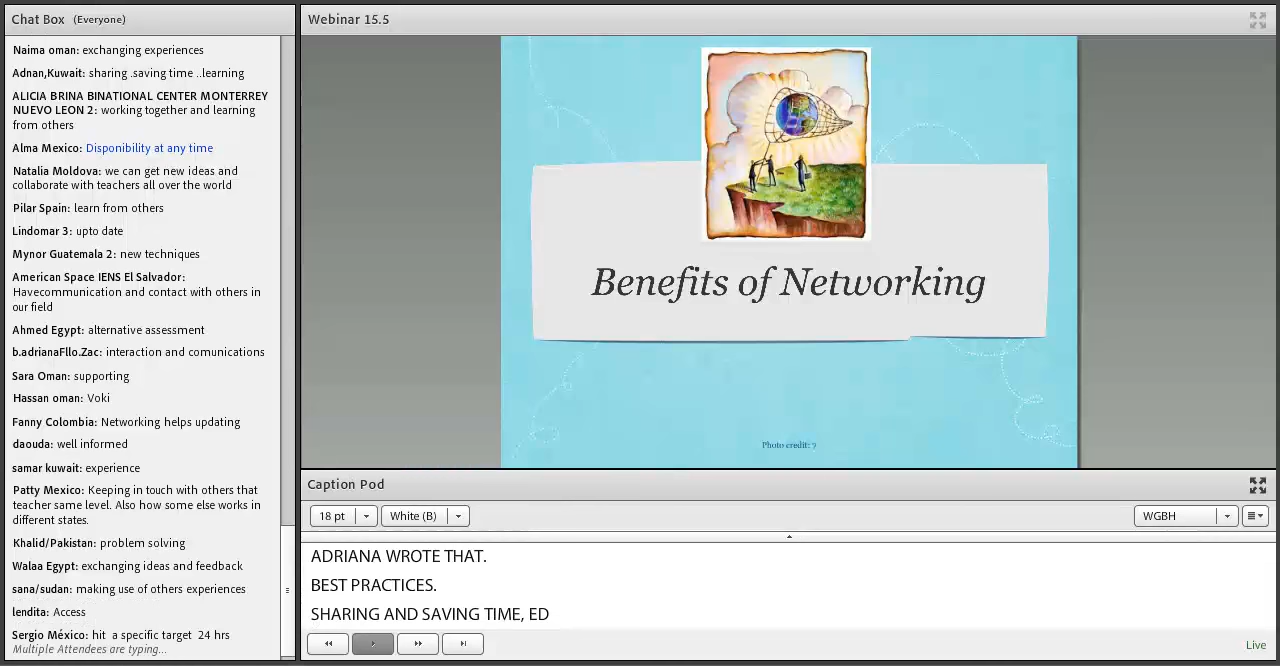 Chat Box (Everyone)
Naima oman: exchanging experiences
Adnan,Kuwait: sharing .saving time ..learning
ALICIA BRINA BINATIONAL CENTER MONTERREY
NUEVO LEON 2: working together and learning
from others
Alma Mexico: Disponibility at any time
Natalia Moldova: we can get new ideas and
collaborate with teachers all over the world
Pilar Spain: learn from others
Lindomar 3: upto date
Mynor Guatemala 2: new techniques
American Space IENS El Salvador:
Havecommunication and contact with others in
our field
Ahmed Egypt: alternative assessment
b.adrianaFllo.Zac: interaction and comunications
Sara Oman: supporting
Hassan oman: Voki
Fanny Colombia: Networking helps updating
daouda: well informed
samar kuwait: experience
Patty Mexico: Keeping in touch with others that
teacher same level. Also how some else works in
different states.
Khalid/Pakistan: problem solving
Walaa Egypt: exchanging ideas and feedback
sana/sudan: making use of others experiences
lendita: Access
Sergio México: hit a specific target 24 hrs
Multiple Attendees are typing...
Webinar 15.5
Benefits of Networking
Photo credit: 7
Caption Pod
18 pt
White (B)
WGBH
ADRIANA WROTE THAT.
BEST PRACTICES.
SHARING AND SAVING TIME, ED
Live